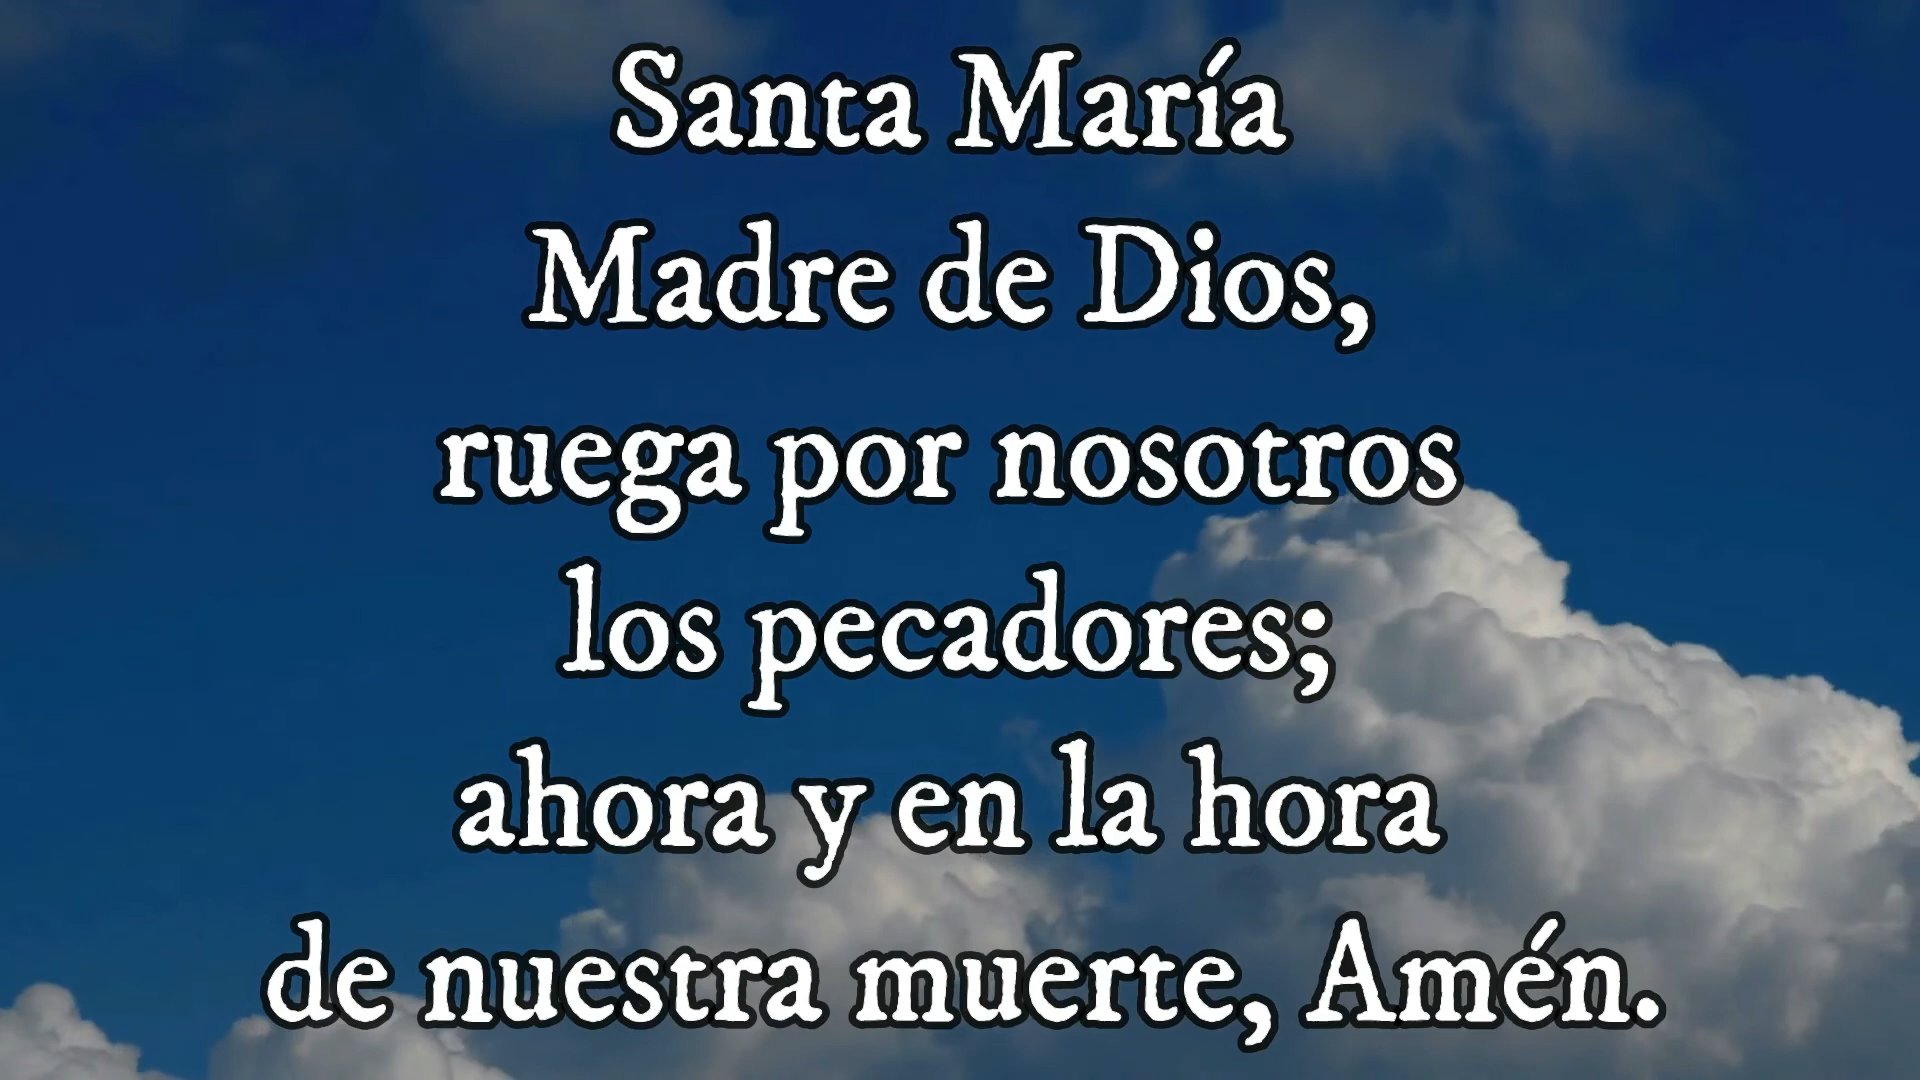 Santa María
Madre de Dios,
ruega por nosotros
los pecadores;
ahora y en la hora
de nuestra muerte, Amén.